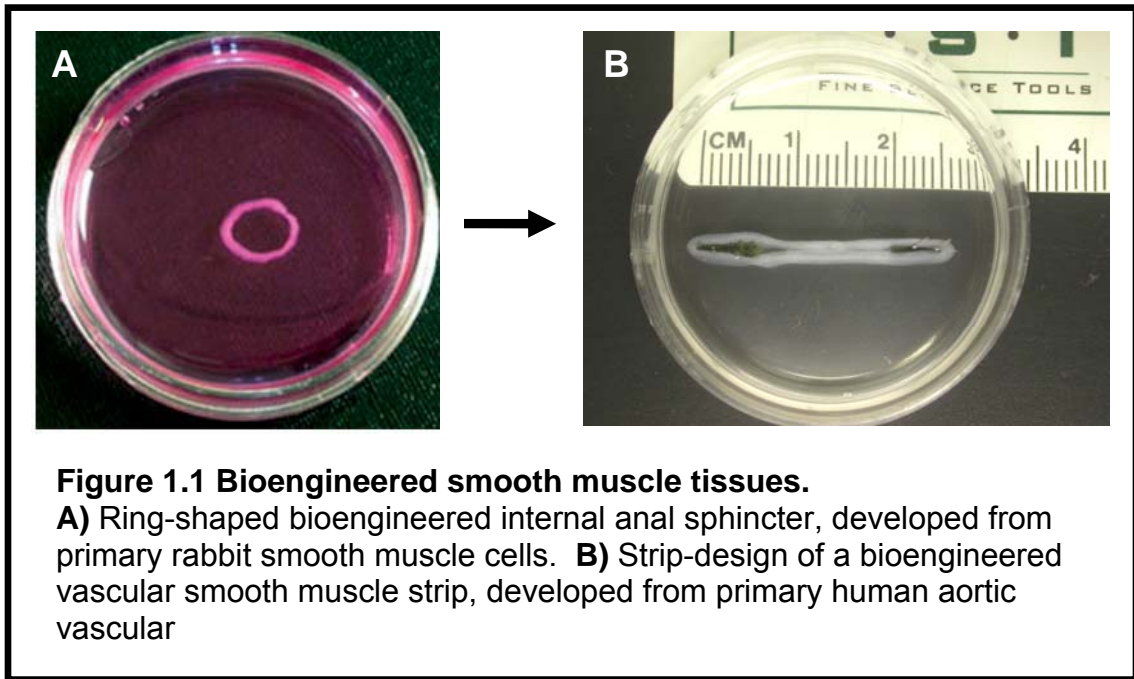 A
B
FINE SCIENCE TOOLS
CM 1 2 3 4
Figure 1.1 Bioengineered smooth muscle tissues.
A) Ring-shaped bioengineered internal anal sphincter, developed from
primary rabbit smooth muscle cells. B) Strip-design of a bioengineered
vascular smooth muscle strip, developed from primary human aortic
vascular